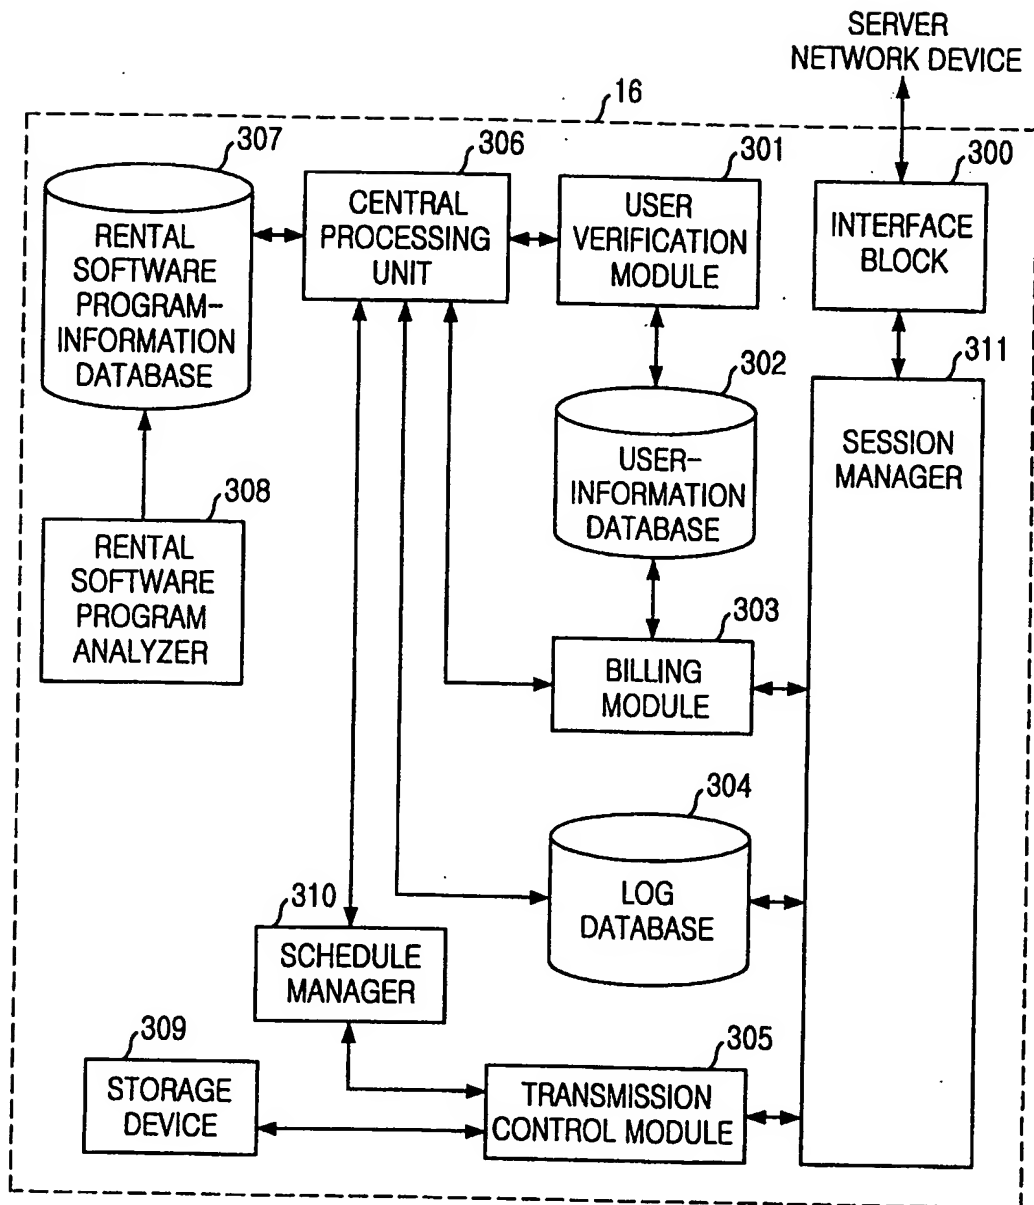 SERVER
NETWORK DEVICE
16
307
RENTAL
SOFTWARE
PROGRAM-
INFORMATION
DATABASE
306
CENTRAL
PROCESSING
UNIT
301
USER
VERIFICATION
MODULE
300
INTERFACE
BLOCK
302
USER-
INFORMATION
DATABASE
311
SESSION
MANAGER
308
RENTAL
SOFTWARE
PROGRAM
ANALYZER
303
BILLING
MODULE
304
LOG
DATABASE
310
SCHEDULE
MANAGER
309
STORAGE
DEVICE
305
TRANSMISSION
CONTROL MODULE